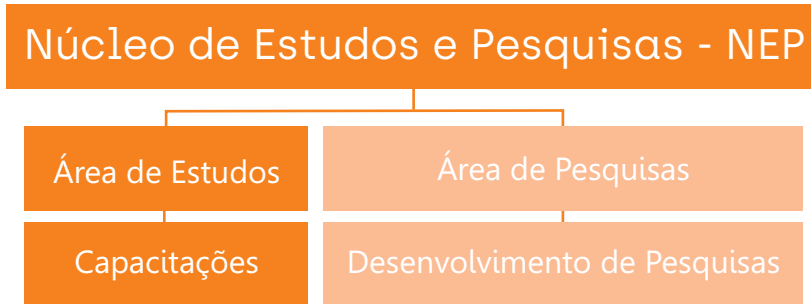 Núcleo de Estudos e Pesquisas - NEP
Área de Estudos
Área de Pesquisas
Capacitações
Desenvolvimento de Pesquisas